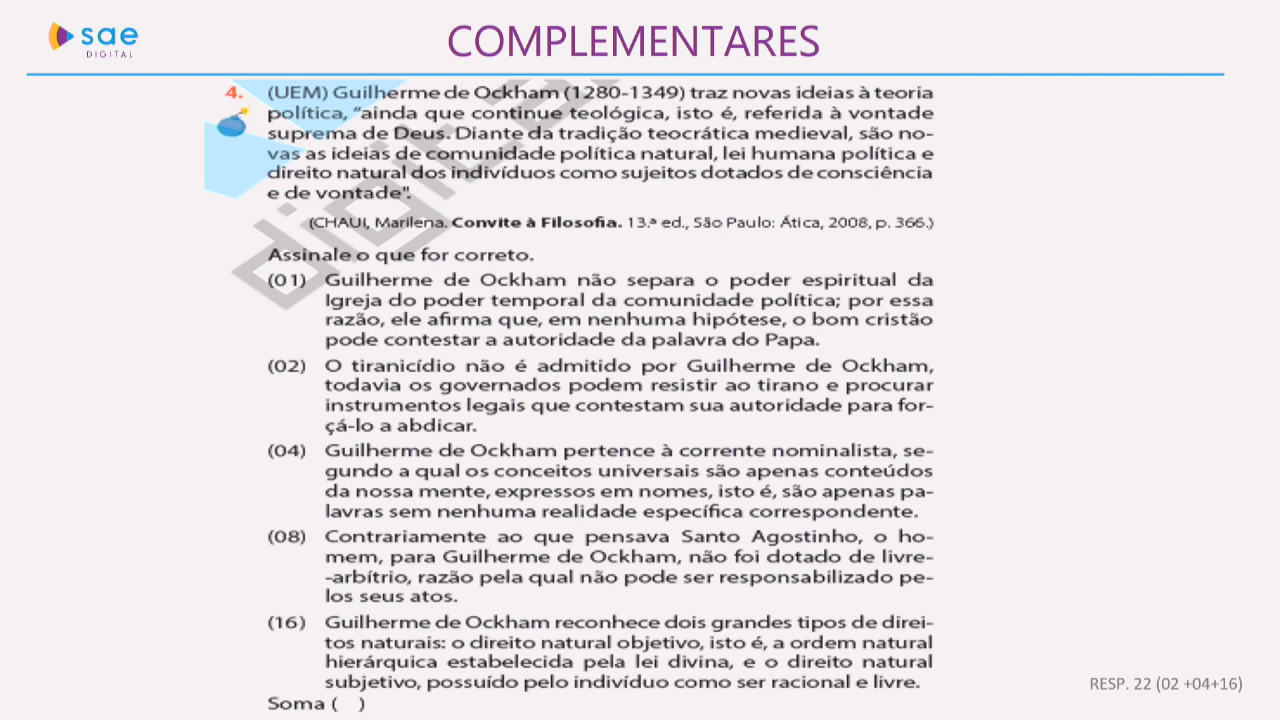 sae
DIGITAL
COMPLEMENTARES
4. (UEM) Guilherme de Ockham (1280-1349) traz novas ideias à teoria
política, "ainda que continue teológica, isto é, referida à vontade
suprema de Deus. Diante da tradição teocrática medieval, são no-
vas as ideias de comunidade política natural, lei humana política e
direito natural dos indivíduos como sujeitos dotados de consciência
e de vontade".
(CHAUI, Marilena. Convite à Filosofia. 13.ª ed., São Paulo: Ática, 2008, p. 366.)
Assinale o que for correto.
(01) Guilherme de Ockham não separa o poder espiritual da
Igreja do poder temporal da comunidade política; por essa
razão, ele afirma que, em nenhuma hipótese, o bom cristão
pode contestar a autoridade da palavra do Papa.
(02) O tiranicídio não é admitido por Guilherme de Ockham,
todavia os governados podem resistir ao tirano e procurar
instrumentos legais que contestam sua autoridade para for-
çá-lo a abdicar.
(04) Guilherme de Ockham pertence à corrente nominalista, se-
gundo a qual os conceitos universais são apenas conteúdos
da nossa mente, expressos em nomes, isto é, são apenas pa-
lavras sem nenhuma realidade específica correspondente.
(08) Contrariamente ao que pensava Santo Agostinho, o ho-
mem, para Guilherme de Ockham, não foi dotado de livre-
-arbítrio, razão pela qual não pode ser responsabilizado pe-
los seus atos.
(16) Guilherme de Ockham reconhece dois grandes tipos de direi-
tos naturais: o direito natural objetivo, isto é, a ordem natural
hierárquica estabelecida pela lei divina, e o direito natural
subjetivo, possuído pelo indivíduo como ser racional e livre.
Soma ( )
RESP. 22 (02 +04+16)